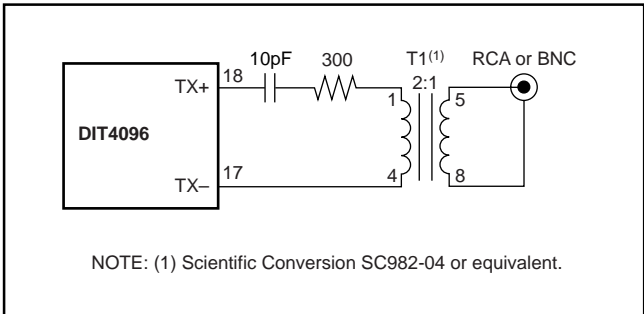 10pF 300 T1(1) RCA or BNC
TX+ 18 2:1
1 5
DIT4096
TX– 17 4 8
NOTE: (1) Scientific Conversion SC982-04 or equivalent.